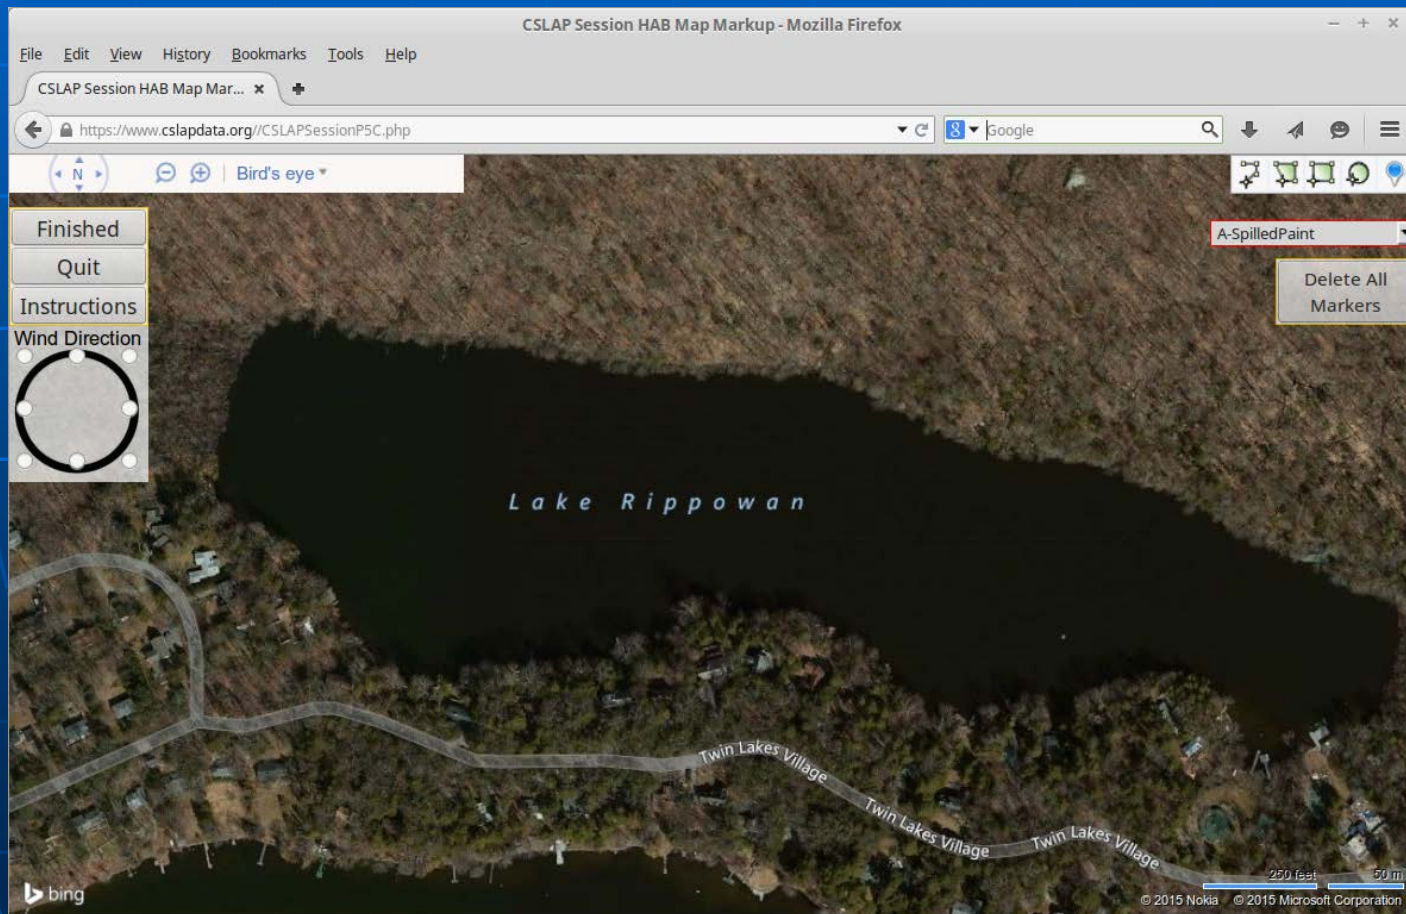 CSLAP Session HAB Map Markup - Mozilla Firefox
File Edit View History Bookmarks Tools Help
CSLAP Session HAB Map Mar...
https://www.cslapdata.org//CSLAPSessionP5C.php
Google
N
Bird's eye
Finished
A-SpilledPaint
Quit
Delete All
Markers
Instructions
Wind Direction
Lake Rippowan
Twin Lakes Village
Twin Lakes Village
Twin Lakes Village
250 feet 50 m
bing
© 2015 Nokia © 2015 Microsoft Corporation